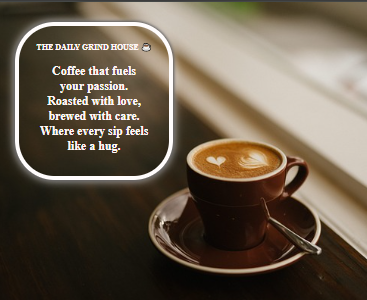 THE DAILY GRIND HOUSE ☕
Coffee that fuels
your passion.
Roasted with love,
brewed with care.
Where every sip feels
like a hug.